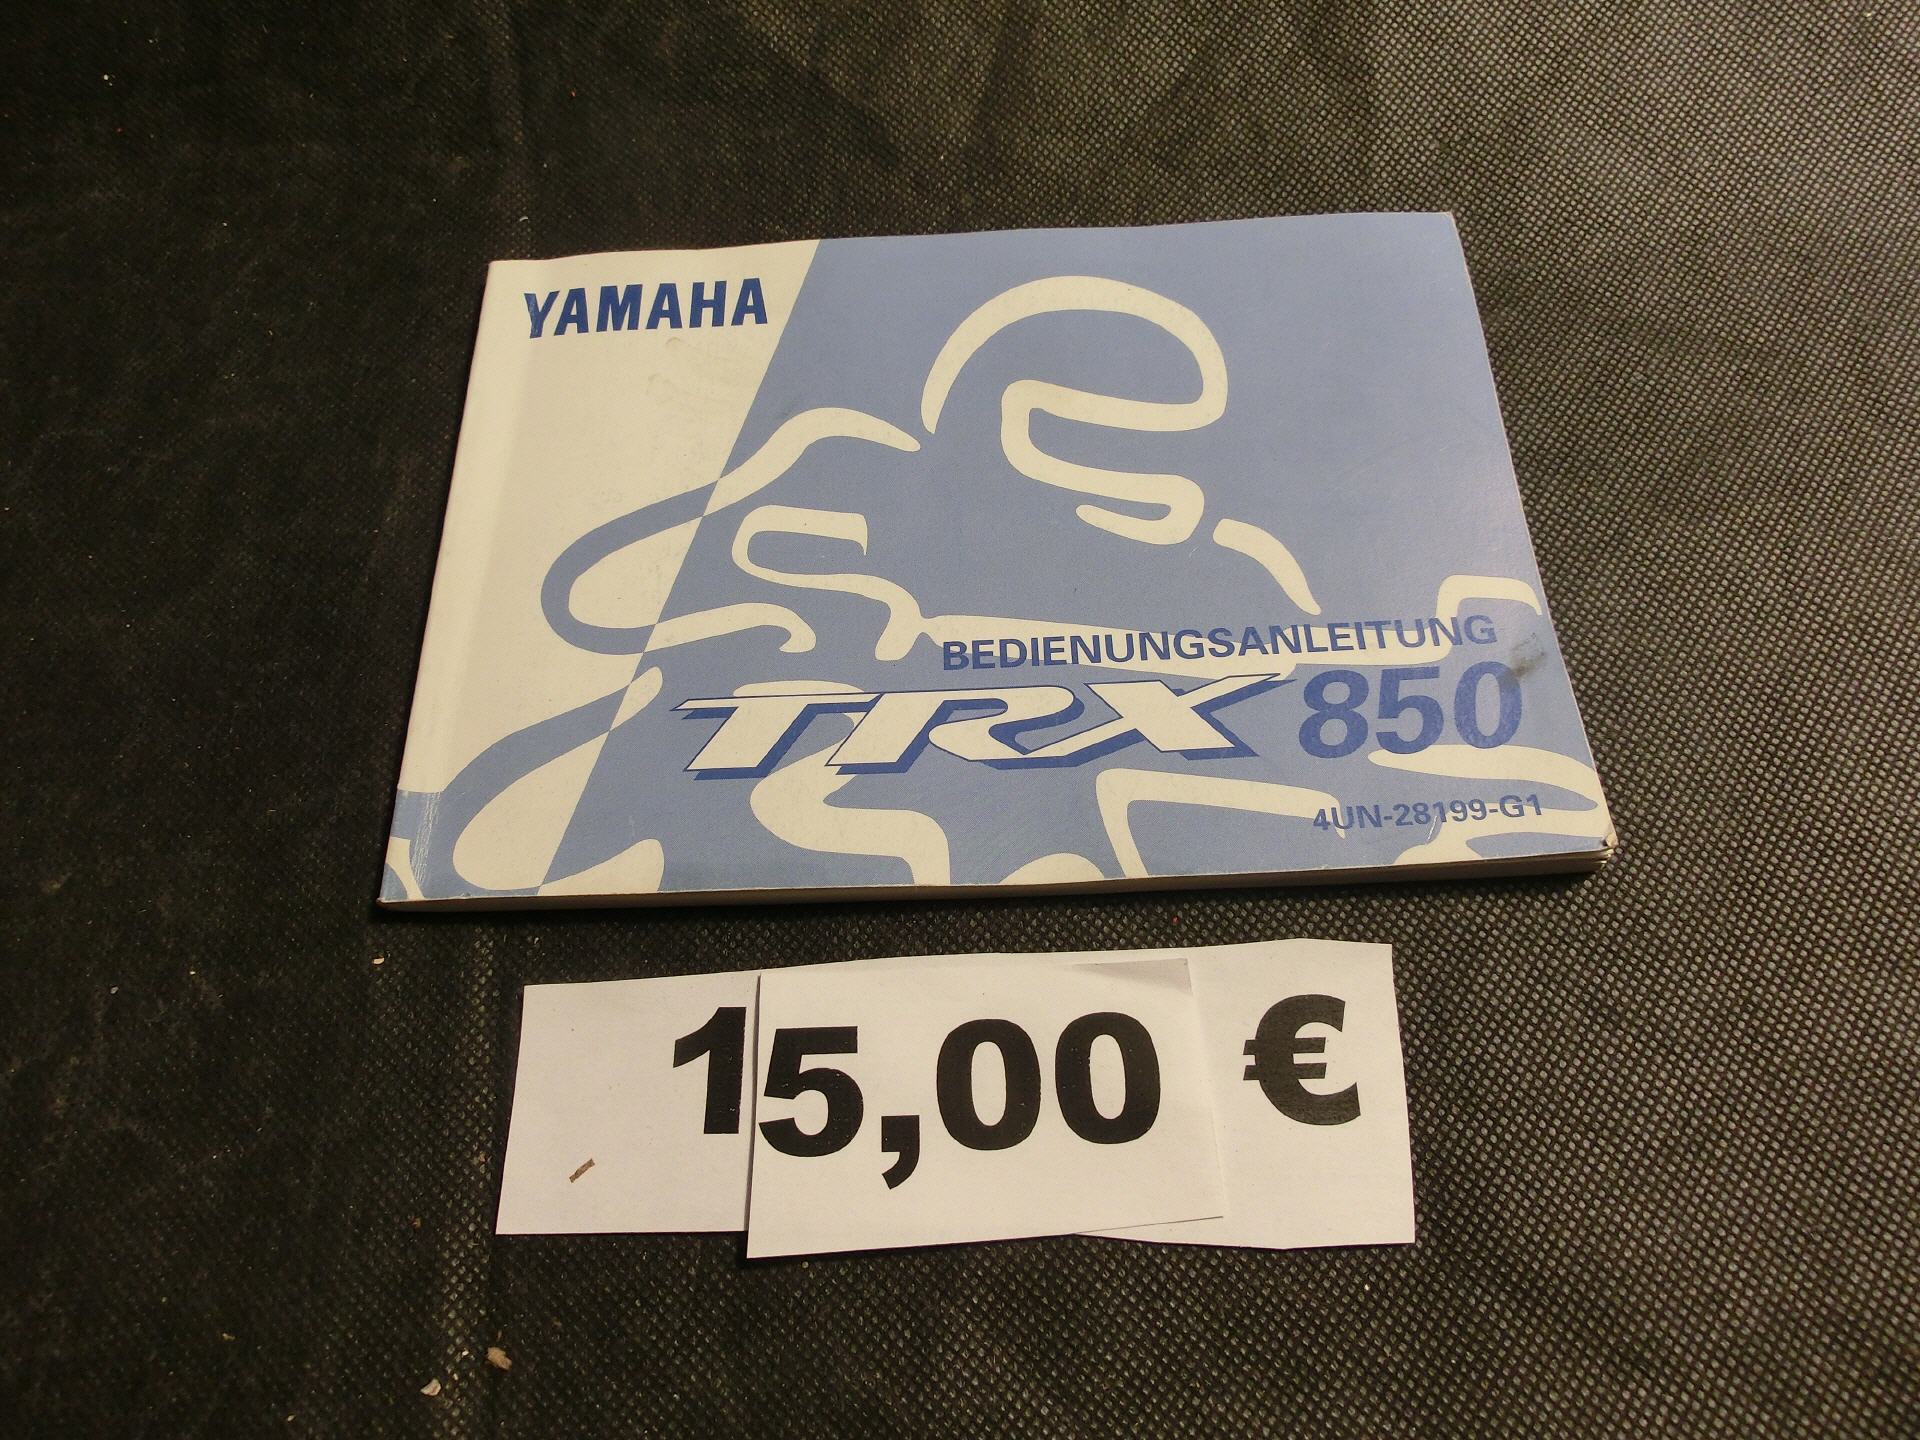 YAMAHA
BEDIENUNGSANLEITUNG
TRX 850
4UN-28199-G1
15,00 €